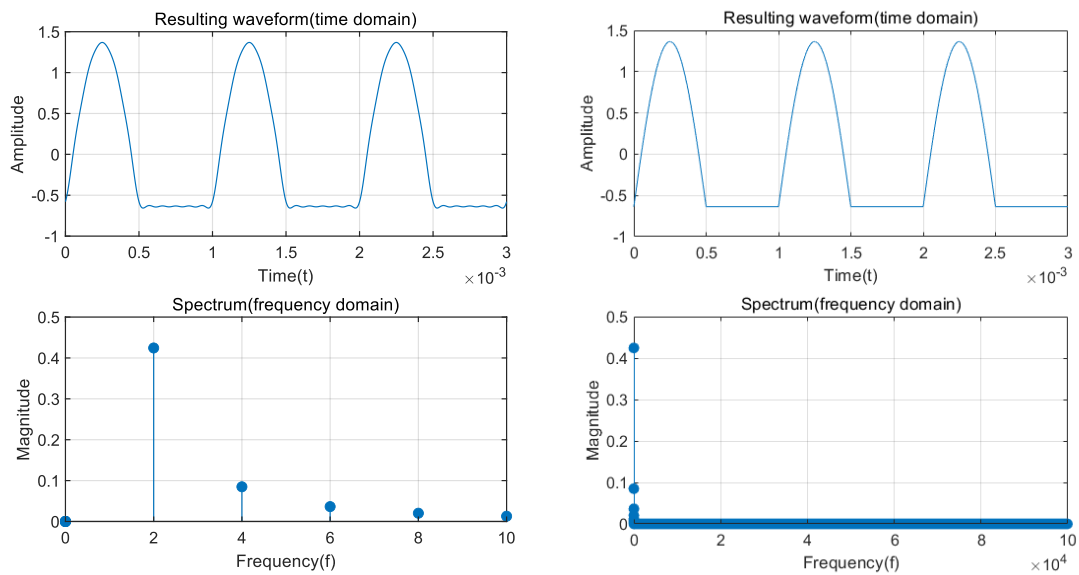 Resulting waveform(time domain)
1.5
1
0.5
0
-0.5
-1
Amplitude
0 0.5 1 1.5 2 2.5 3
Time(t)
×10-3
Resulting waveform(time domain)
1.5
1
0.5
0
-0.5
-1
Amplitude
0 0.5 1 1.5 2 2.5 3
Time(t)
×10-3
Spectrum(frequency domain)
0.5
0.4
0.3
0.2
0.1
0
Magnitude
0 2 4 6 8 10
Frequency(f)
Spectrum(frequency domain)
0.5
0.4
0.3
0.2
0.1
0
Magnitude
0 2 4 6 8 10
Frequency(f)
×104